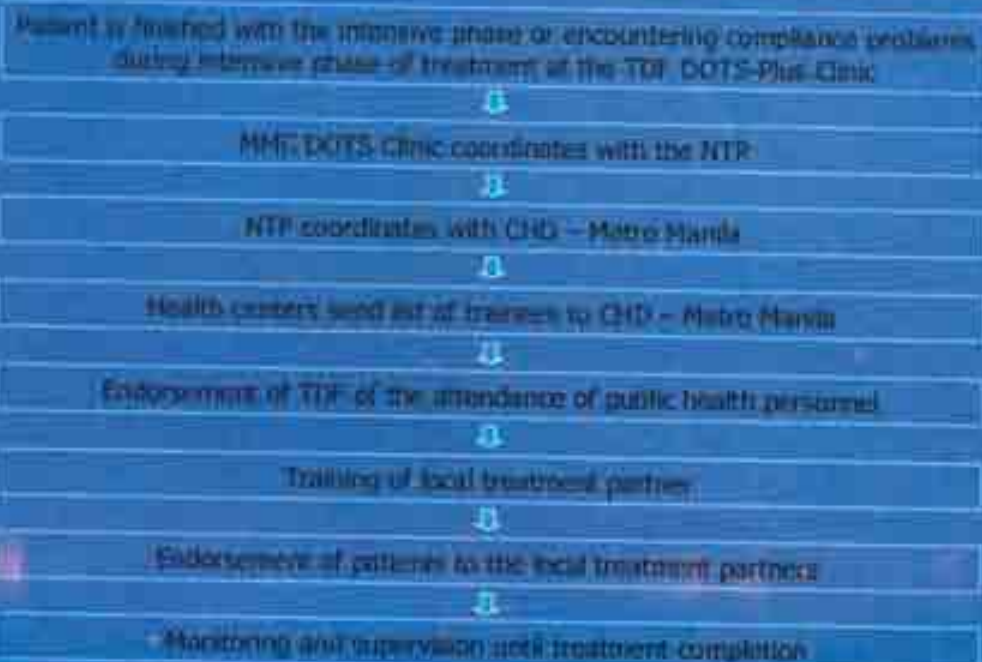 Patient is finished with the intensive phase or encountering compliance problems
during intensive phase of treatment at the TDF DOTS-Plus Clinic
MMC DOTS Clinic coordinates with the NTP
NTP coordinates with CHD – Metro Manila
Health centers send list of trainees to CHD – Metro Manila
Endorsement of TDF of the attendance of public health personnel
Training of local treatment partner
Endorsement of patients to the local treatment partners
Monitoring and supervision until treatment completion